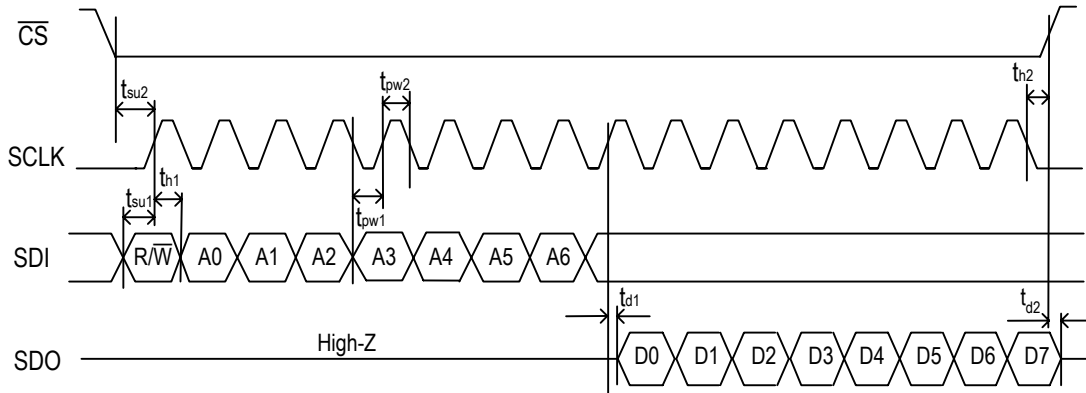 CS
tsu2
tpw2
th2
SCLK
tsu1
th1
tpw1
SDI
R/W A0 A1 A2 A3 A4 A5 A6
td1
td2
SDO
High-Z
D0 D1 D2 D3 D4 D5 D6 D7